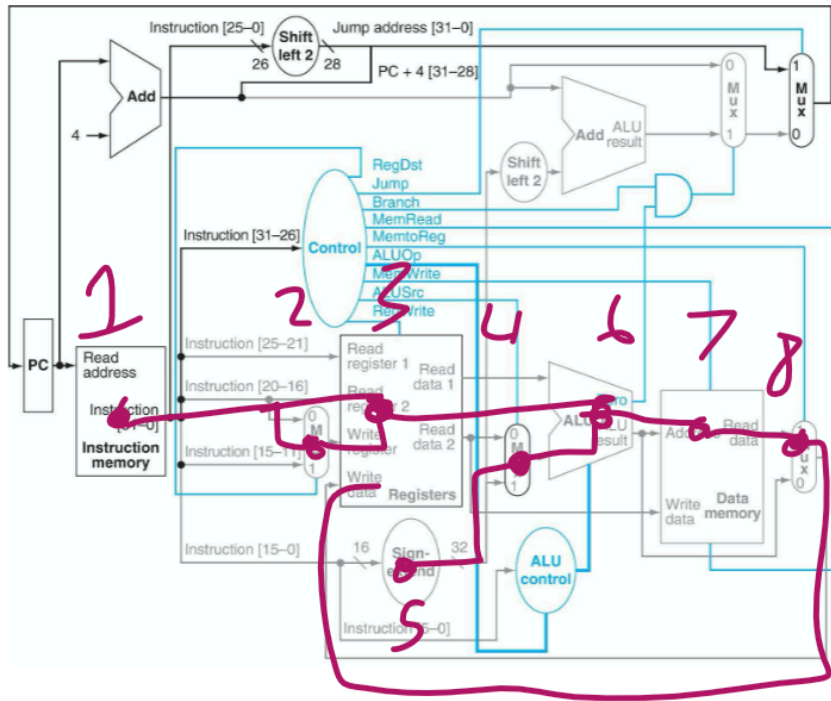 Instruction [25–0]
Jump address [31–0]
Shift
left 2
26
28
PC + 4 [31–28]
Add
4
0
M
u
x
1
1
M
u
x
0
Add
ALU
result
Shift
left 2
RegDst
Jump
Branch
MemRead
MemtoReg
ALUOp
MemWrite
ALUSrc
RegWrite
Control
Instruction [31–26]
1
2
3
4
6
7
8
PC
Read
address
Instruction
[31–0]
Instruction
memory
Instruction [25–21]
Instruction [20–16]
Instruction [15–11]
0
M
1
Read
register 1
Read
register 2
Write
register
Write
data
Read
data 1
Read
data 2
Registers
0
M
1
Zero
ALU
ALU
result
Address
Read
data
Write
data
Data
memory
1
ux
0
Instruction [15–0]
16
Sign-
extend
32
5
ALU
control
Instruction [5–0]